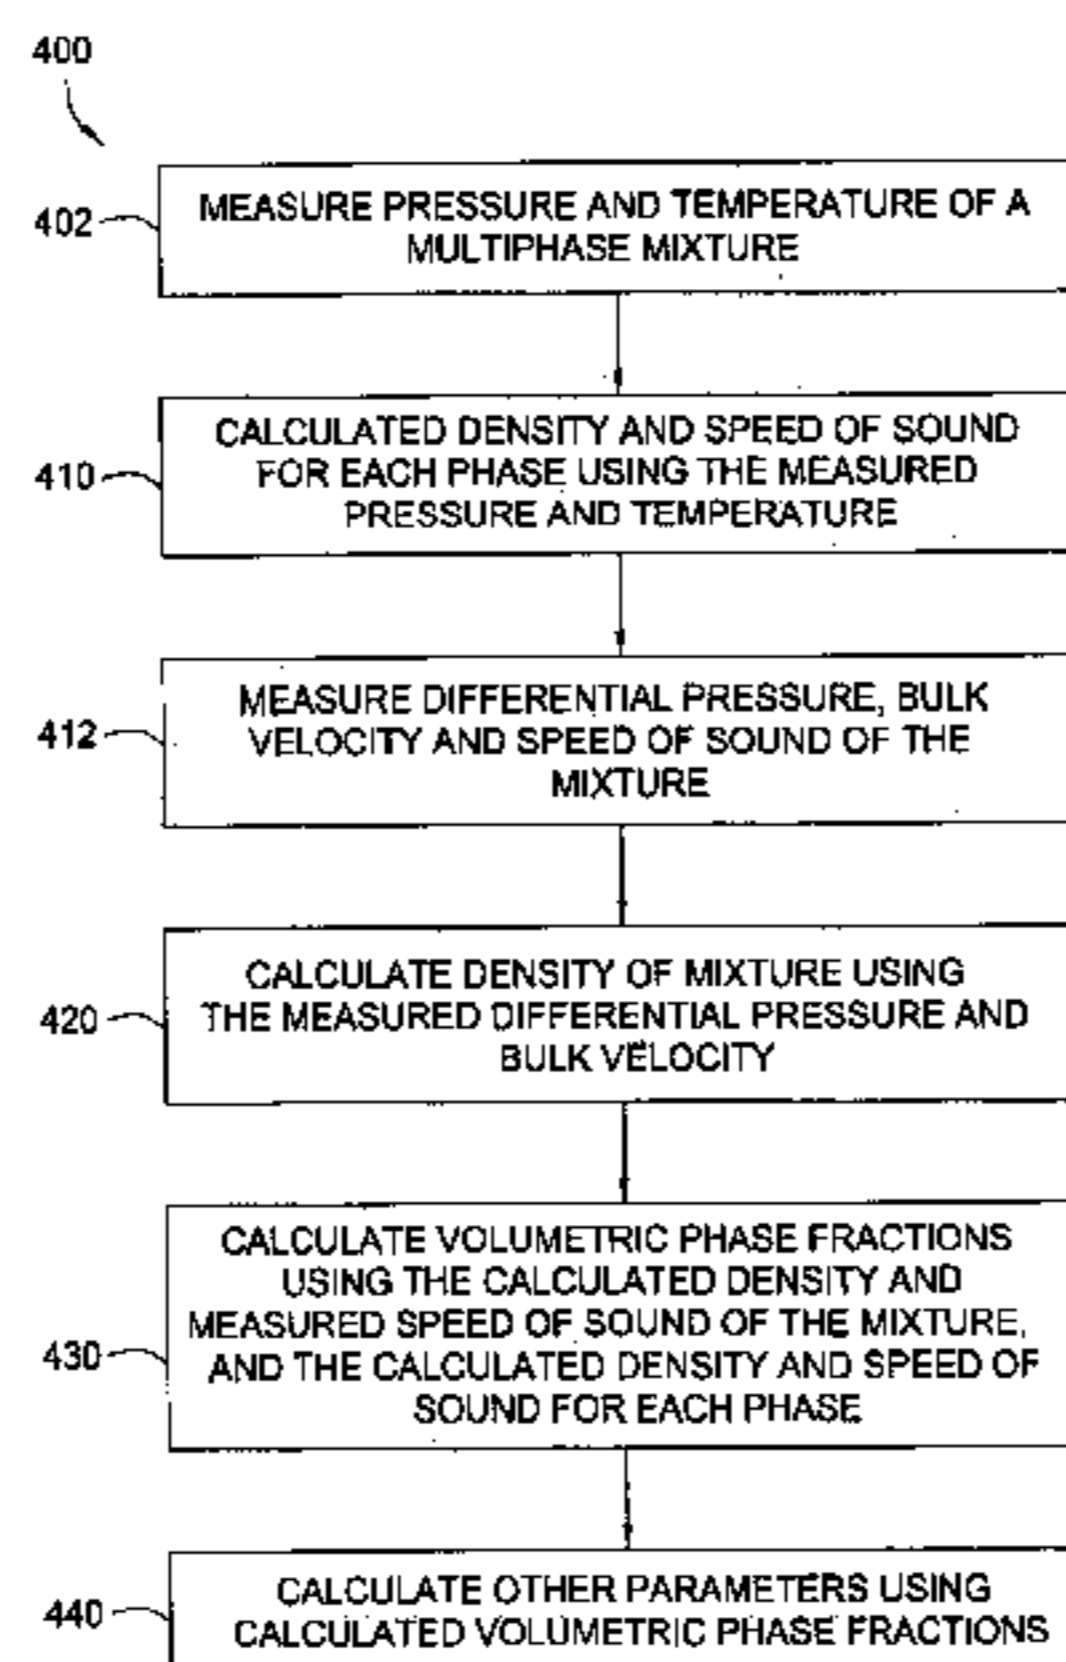 400
402
MEASURE PRESSURE AND TEMPERATURE OF A
MULTIPHASE MIXTURE
410
CALCULATED DENSITY AND SPEED OF SOUND
FOR EACH PHASE USING THE MEASURED
PRESSURE AND TEMPERATURE
412
MEASURE DIFFERENTIAL PRESSURE, BULK
VELOCITY AND SPEED OF SOUND OF THE
MIXTURE
420
CALCULATE DENSITY OF MIXTURE USING
THE MEASURED DIFFERENTIAL PRESSURE AND
BULK VELOCITY
430
CALCULATE VOLUMETRIC PHASE FRACTIONS
USING THE CALCULATED DENSITY AND
MEASURED SPEED OF SOUND OF THE MIXTURE,
AND THE CALCULATED DENSITY AND SPEED OF
SOUND FOR EACH PHASE
440
CALCULATE OTHER PARAMETERS USING
CALCULATED VOLUMETRIC PHASE FRACTIONS